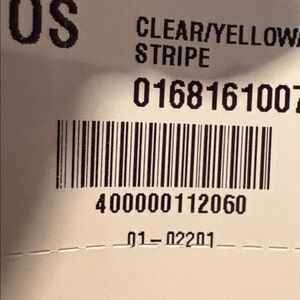 OS
CLEAR/YELLOW/
STRIPE
0168161007
400000112060
01-02201